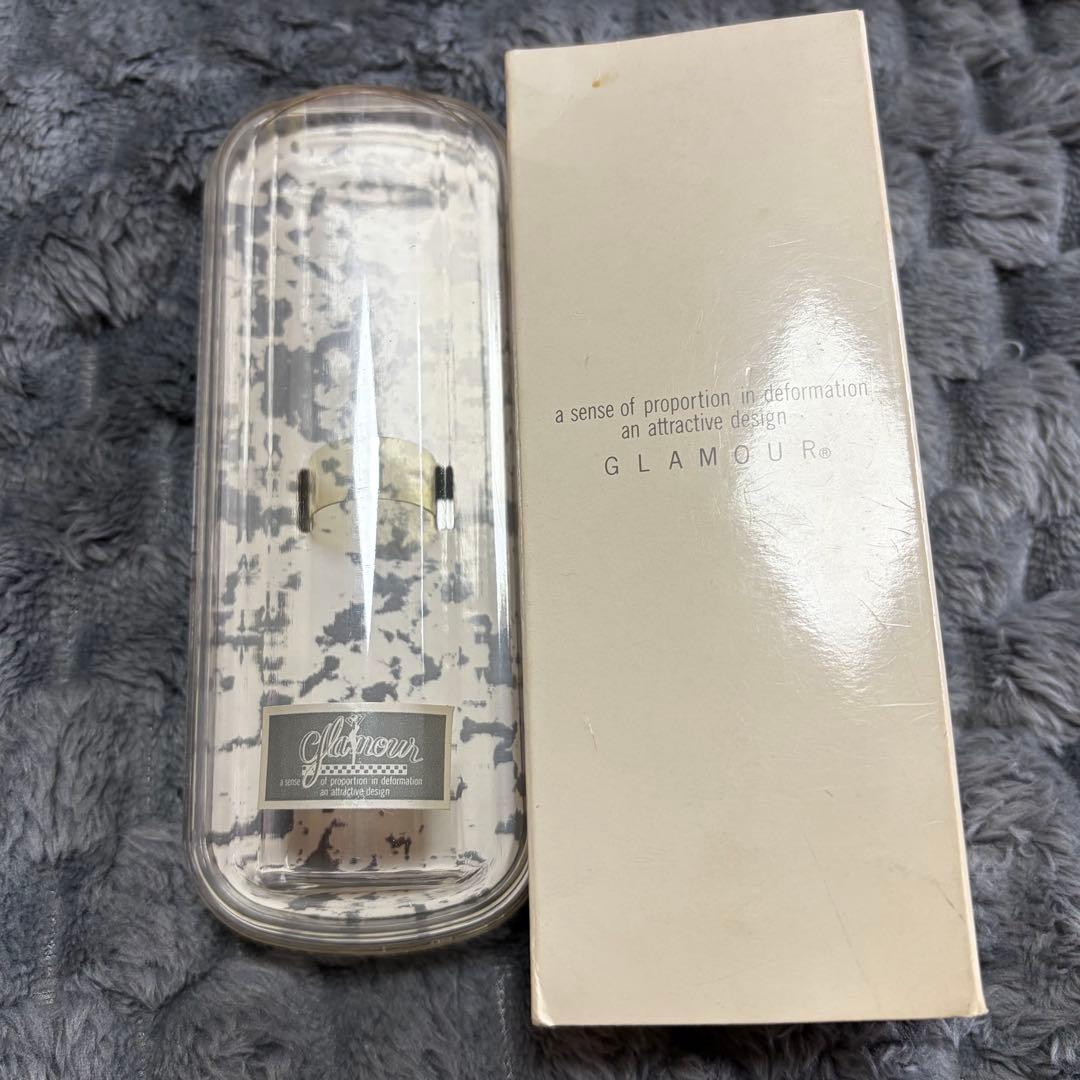 Glamour
a sense of proportion in deformation
an attractive design
a sense of proportion in deformation
an attractive design
GLAMOUR®